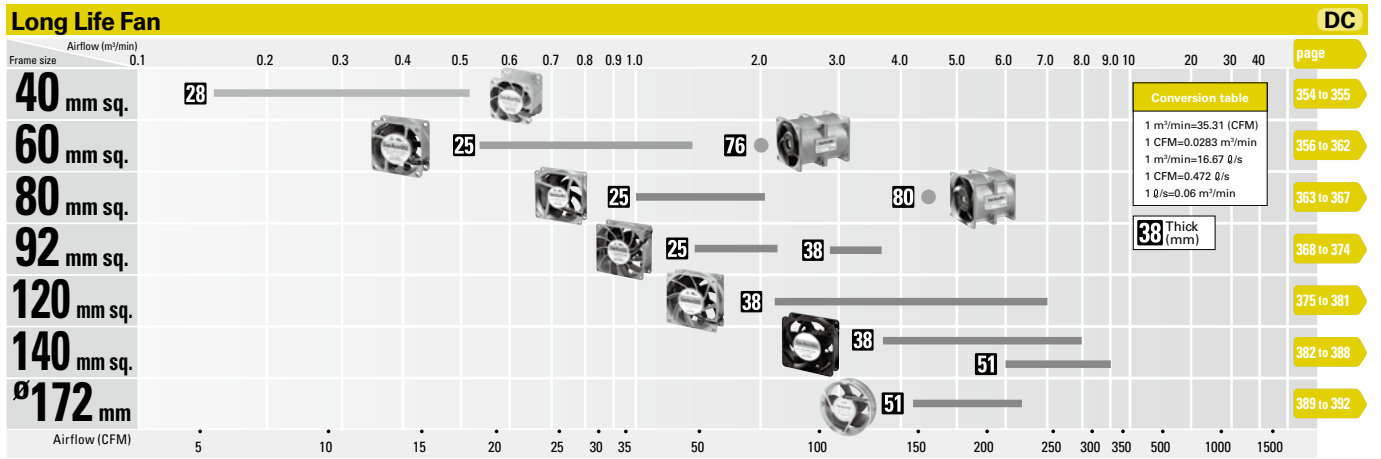 Long Life Fan DC
Airflow (m³/min)
Frame size 0.1 0.2 0.3 0.4 0.5 0.6 0.7 0.8 0.9 1.0 2.0 3.0 4.0 5.0 6.0 7.0 8.0 9.0 10 20 30 40 page
40 mm sq. 28 354 to 355
60 mm sq. 25 76 356 to 362
80 mm sq. 25 80 363 to 367
92 mm sq. 25 38 368 to 374
120 mm sq. 38 375 to 381
140 mm sq. 38 51 382 to 388
ø172 mm 51 389 to 392
Conversion table
1 m³/min=35.31 (CFM)
1 CFM=0.0283 m³/min
1 m³/min=16.67 ℓ/s
1 CFM=0.472 ℓ/s
1 ℓ/s=0.06 m³/min
38 Thick
(mm)
Airflow (CFM) 5 10 15 20 25 30 35 50 100 150 200 250 300 350 500 1000 1500